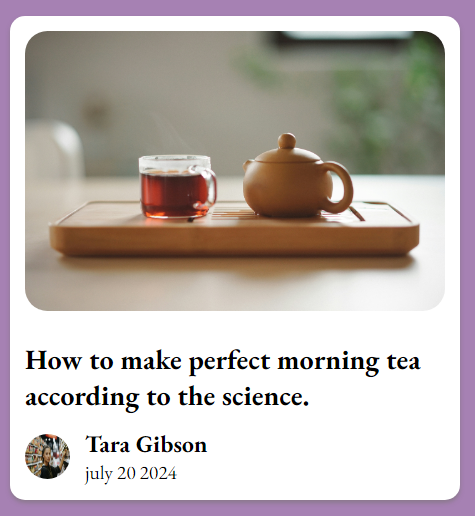 How to make perfect morning tea
according to the science.
Tara Gibson
july 20 2024